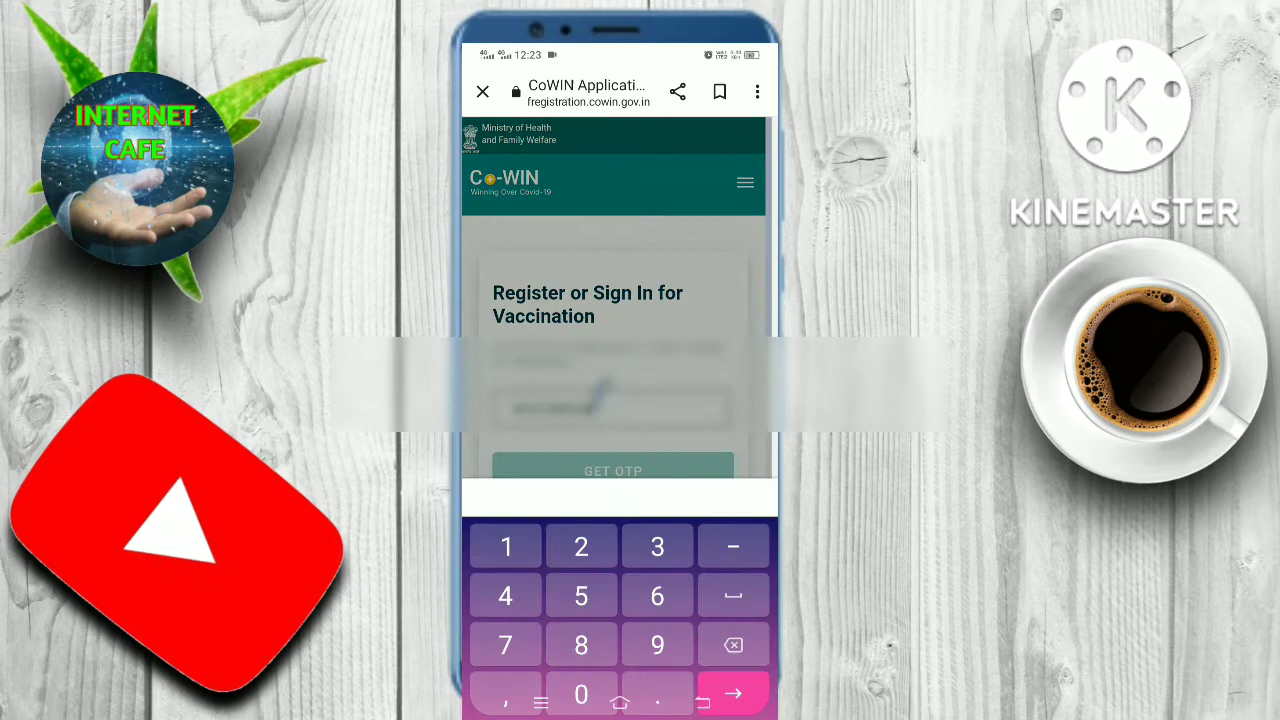 INTERNET
CAFE
4G 4G 12:23
CoWIN Applicati...
fregistration.cowin.gov.in
Ministry of Health
and Family Welfare
Co-WIN
Winning Over Covid-19
Register or Sign In for
Vaccination
GET OTP
1 2 3 -
4 5 6
7 8 9
, 0 .
K
KINEMASTER